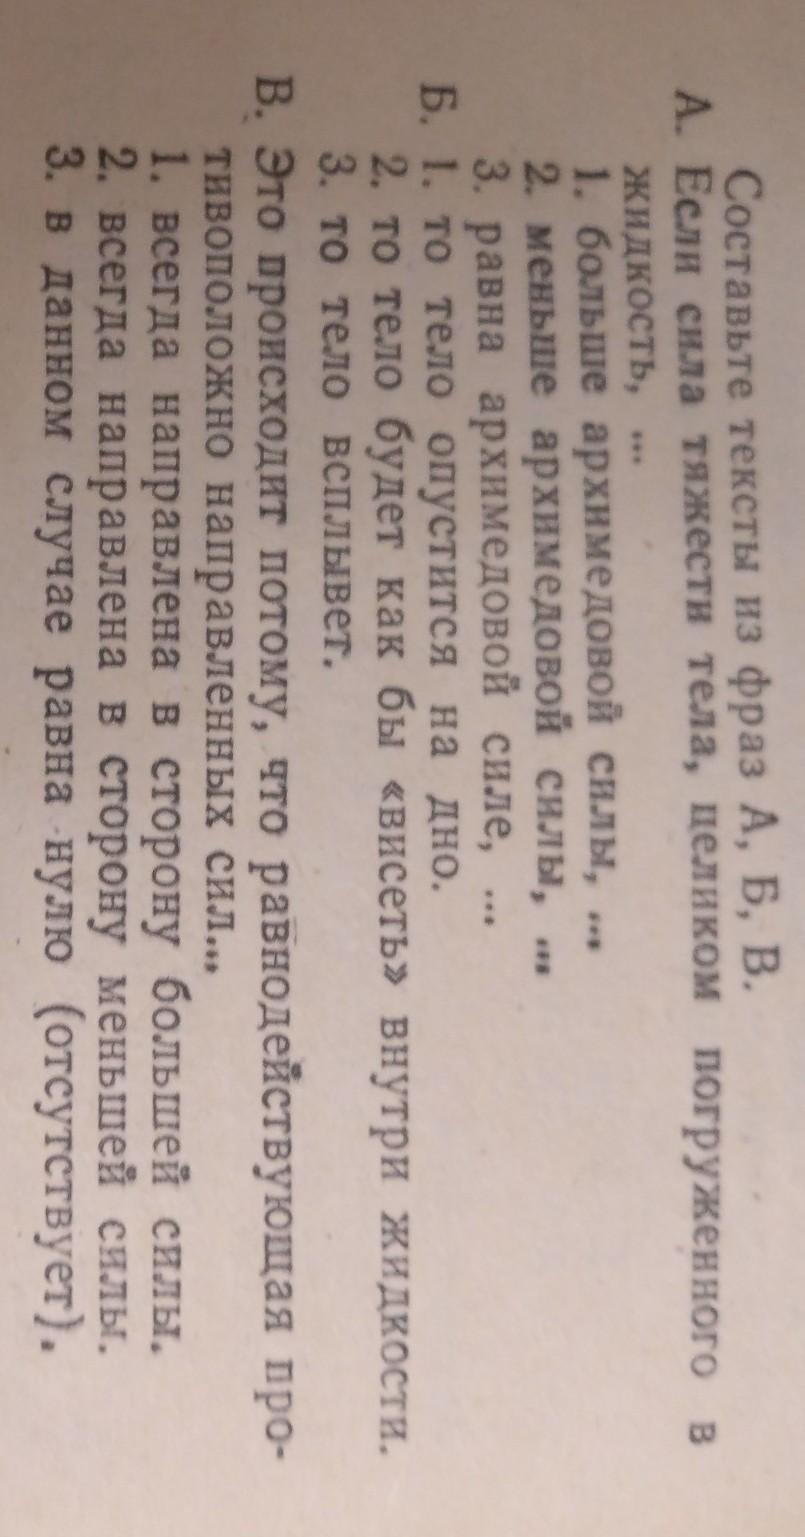 Составьте тексты из фраз А, Б, В.
А. Если сила тяжести тела, целиком погруженного в
жидкость, ...
1. больше архимедовой силы, ...
2. меньше архимедовой силы, ...
3. равна архимедовой силе, ...
Б. 1. то тело опустится на дно.
2. то тело будет как бы «висеть» внутри жидкости.
3. то тело всплывет.
В. Это происходит потому, что равнодействующая про-
тивоположно направленных сил...
1. всегда направлена в сторону большей силы.
2. всегда направлена в сторону меньшей силы.
3. в данном случае равна нулю (отсутствует).